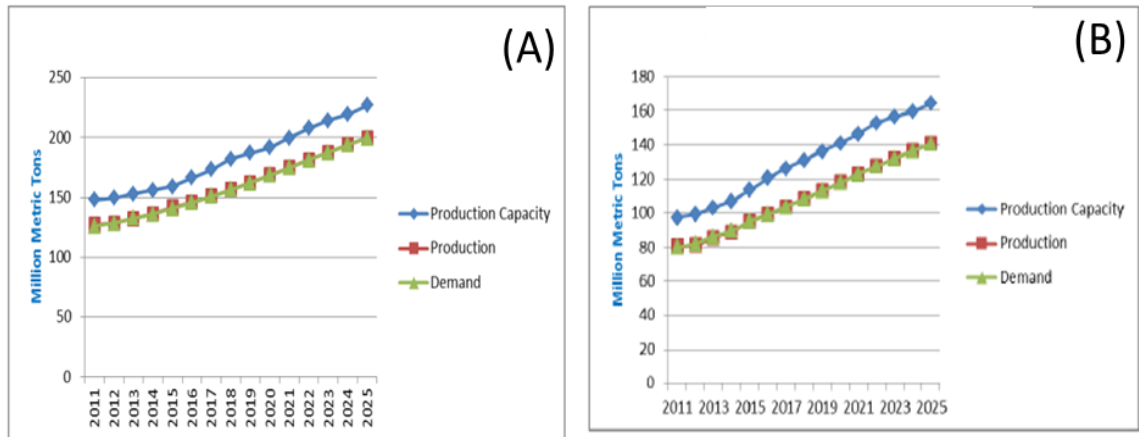 (A)
250
200
150
100
50
0
Million Metric Tons
2011 2012 2013 2014 2015 2016 2017 2018 2019 2020 2021 2022 2023 2024 2025
Production Capacity
Production
Demand
(B)
180
160
140
120
100
80
60
40
20
0
Million Metric Tons
2011 2013 2015 2017 2019 2021 2023 2025
Production Capacity
Production
Demand